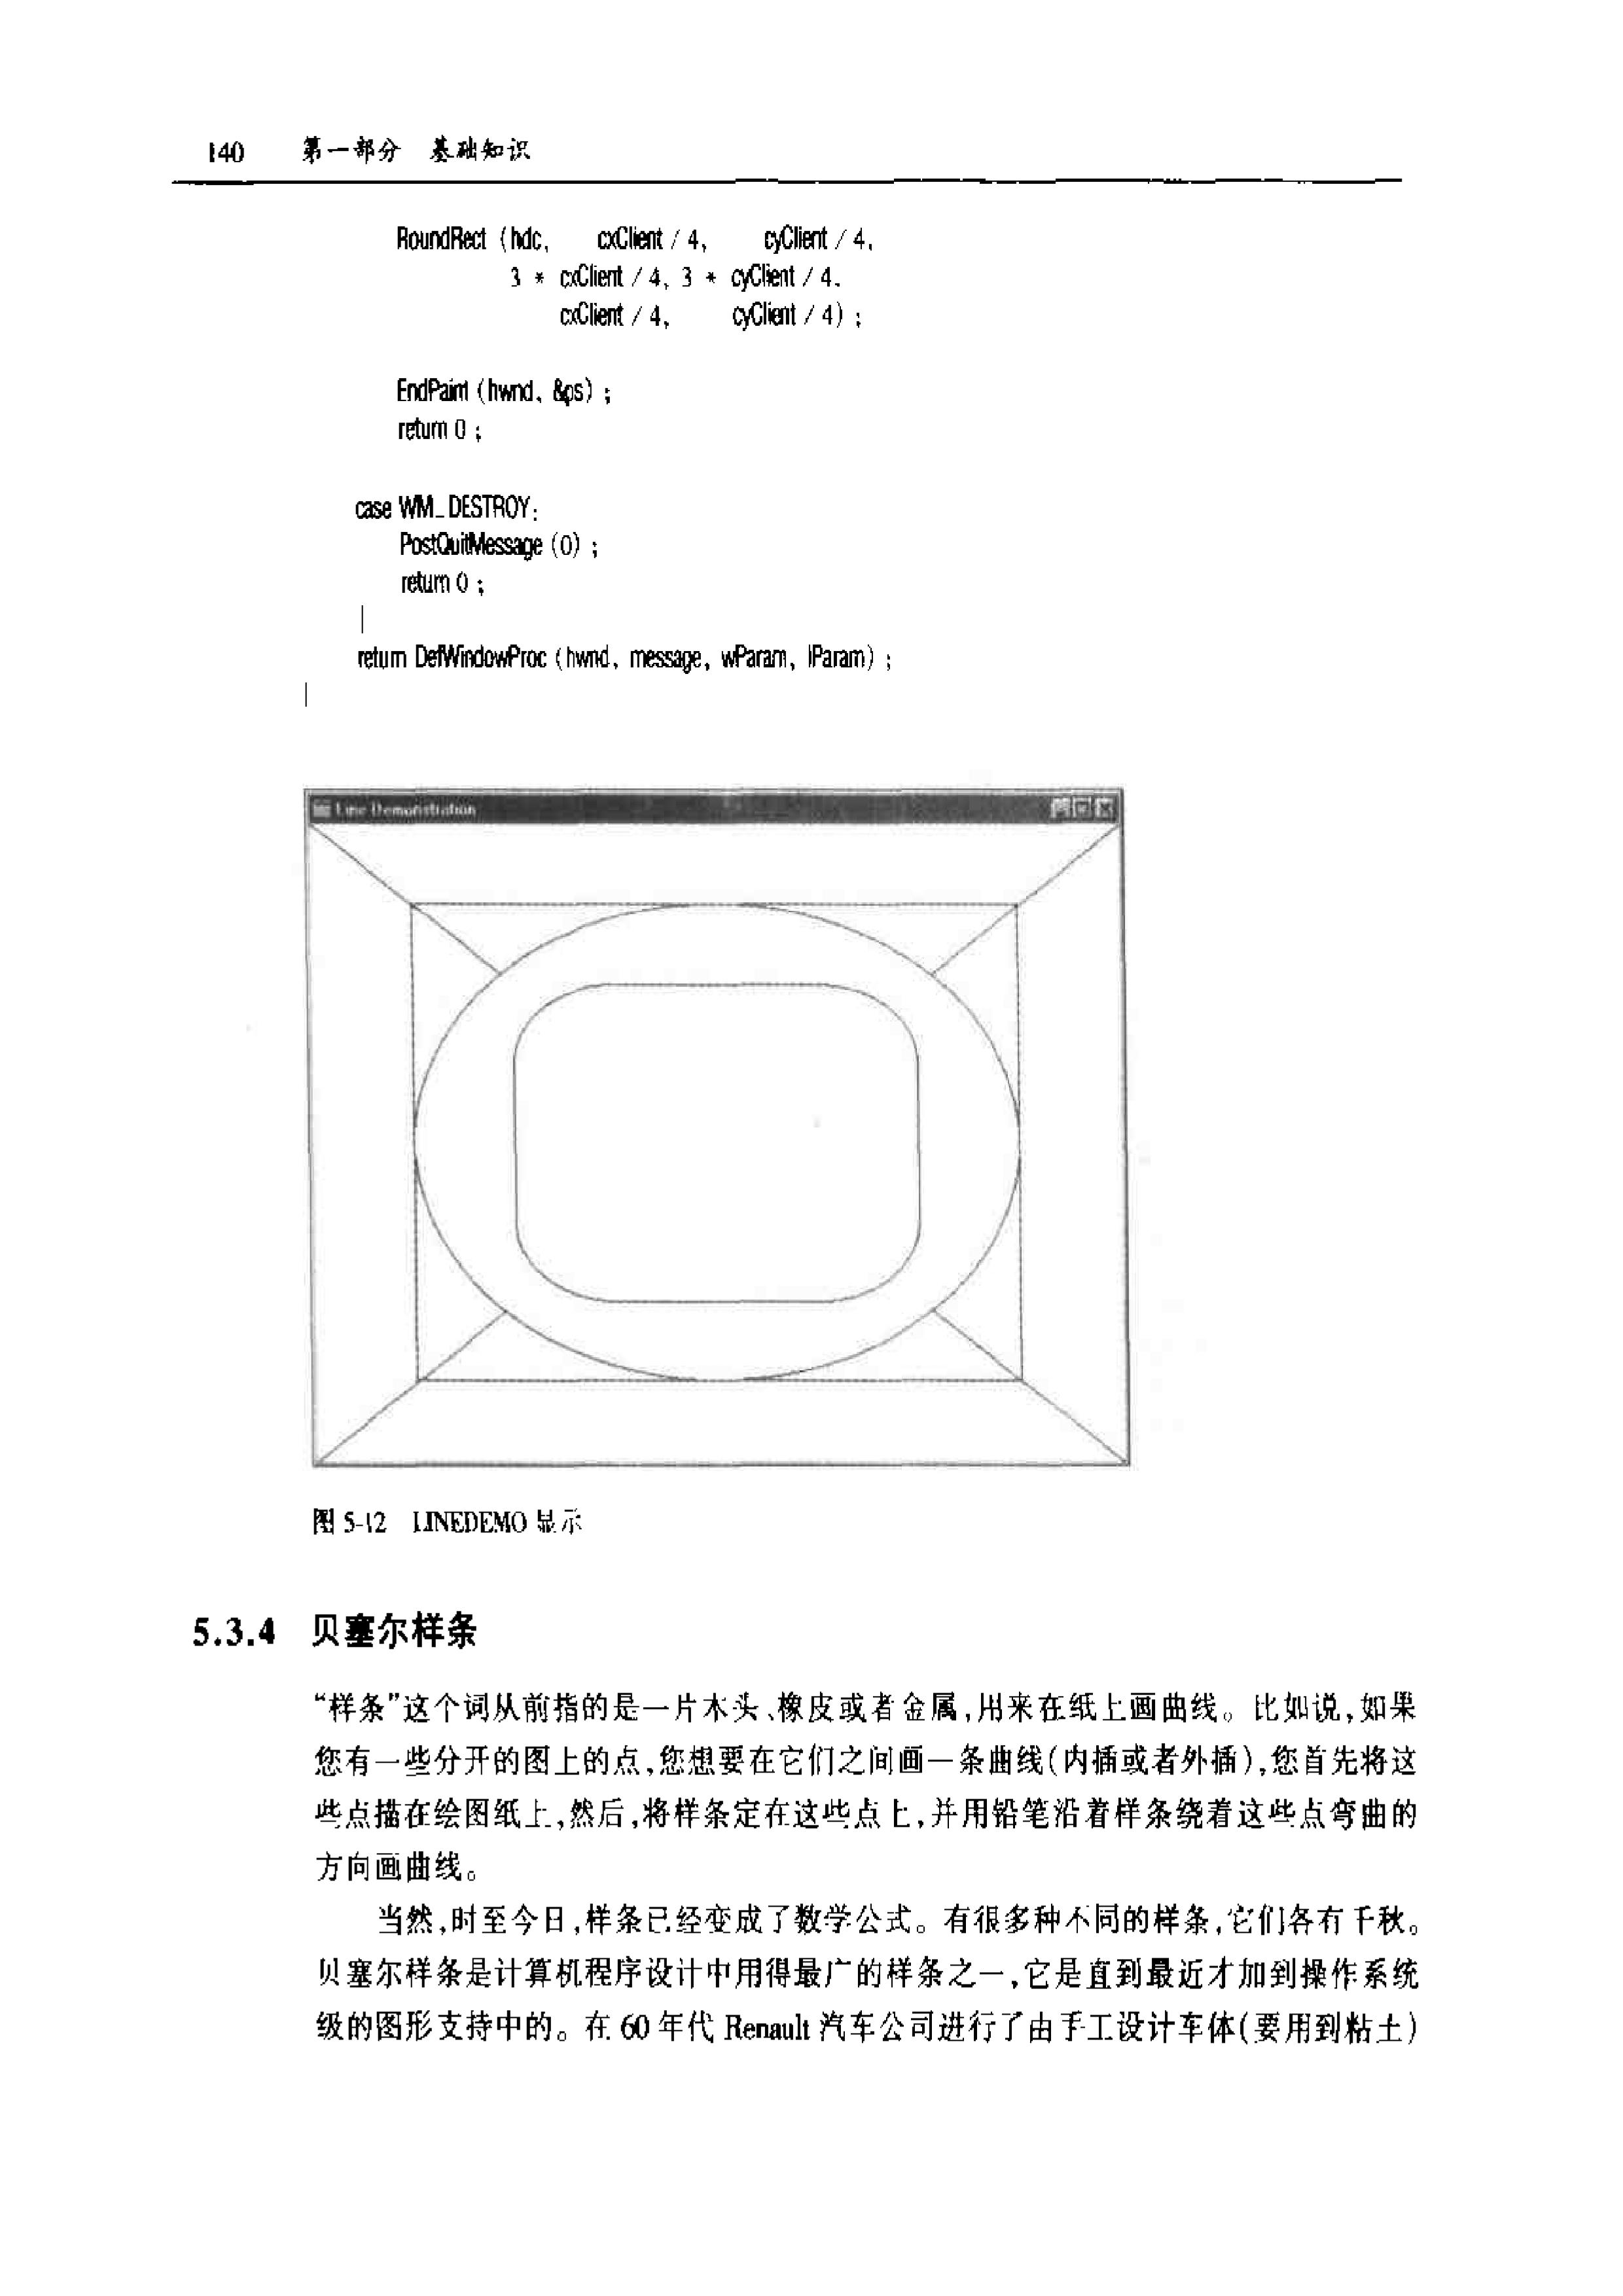 140 第一部分 基础知识
RoundRect (hdc, cxClient / 4, cyClient / 4,
3 * cxClient / 4, 3 * cyClient / 4,
cxClient / 4, cyClient / 4) ;
EndPaint (hwnd, &ps) ;
return 0 ;
case WM_DESTROY:
PostQuitMessage (0) ;
return 0 ;
}
return DefWindowProc (hwnd, message, wParam, lParam) ;
}
Line Demonstration
图 5-12 LINEDEMO 显示
5.3.4 贝塞尔样条
“样条”这个词从前指的是一片木头、橡皮或者金属,用来在纸上画曲线。比如说,如果
您有一些分开的图上的点,您想要在它们之间画一条曲线(内插或者外插),您首先将这
些点描在绘图纸上,然后,将样条定在这些点上,并用铅笔沿着样条绕着这些点弯曲的
方向画曲线。
当然,时至今日,样条已经变成了数学公式。有很多种不同的样条,它们各有千秋。
贝塞尔样条是计算机程序设计中用得最广的样条之一,它是直到最近才加到操作系统
级的图形支持中的。在 60 年代 Renault 汽车公司进行了由手工设计车体(要用到粘土)